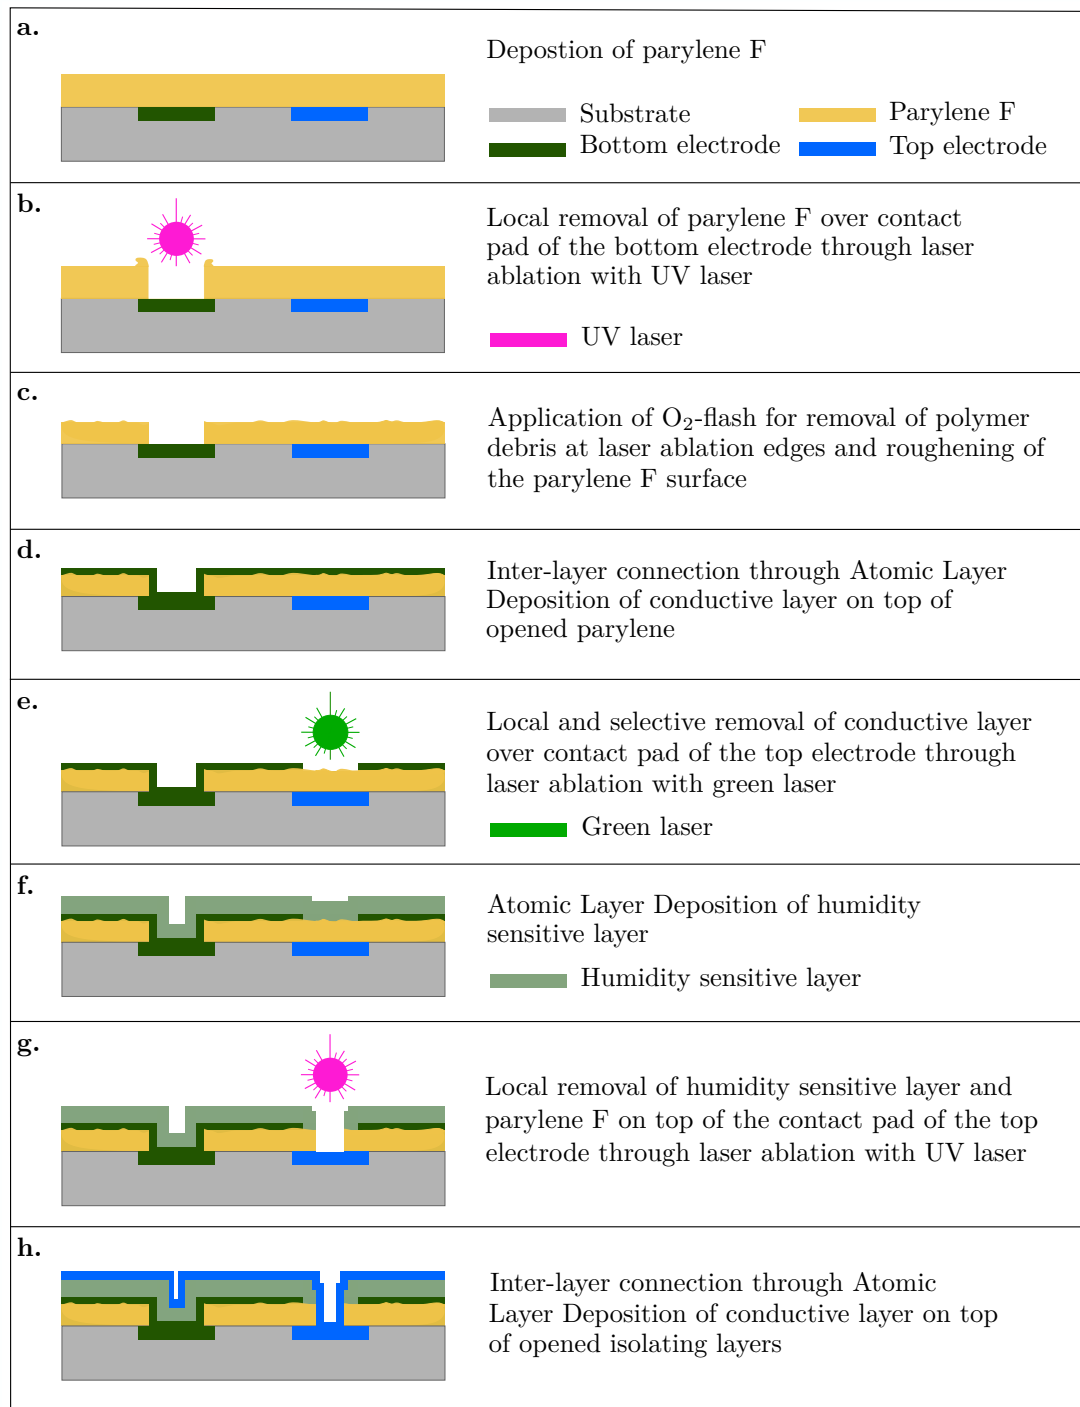 a.
Depostion of parylene F
Substrate
Parylene F
Bottom electrode
Top electrode
b.
Local removal of parylene F over contact
pad of the bottom electrode through laser
ablation with UV laser
UV laser
c.
Application of O₂-flash for removal of polymer
debris at laser ablation edges and roughening of
the parylene F surface
d.
Inter-layer connection through Atomic Layer
Deposition of conductive layer on top of
opened parylene
e.
Local and selective removal of conductive layer
over contact pad of the top electrode through
laser ablation with green laser
Green laser
f.
Atomic Layer Deposition of humidity
sensitive layer
Humidity sensitive layer
g.
Local removal of humidity sensitive layer and
parylene F on top of the contact pad of the top
electrode through laser ablation with UV laser
h.
Inter-layer connection through Atomic
Layer Deposition of conductive layer on top
of opened isolating layers